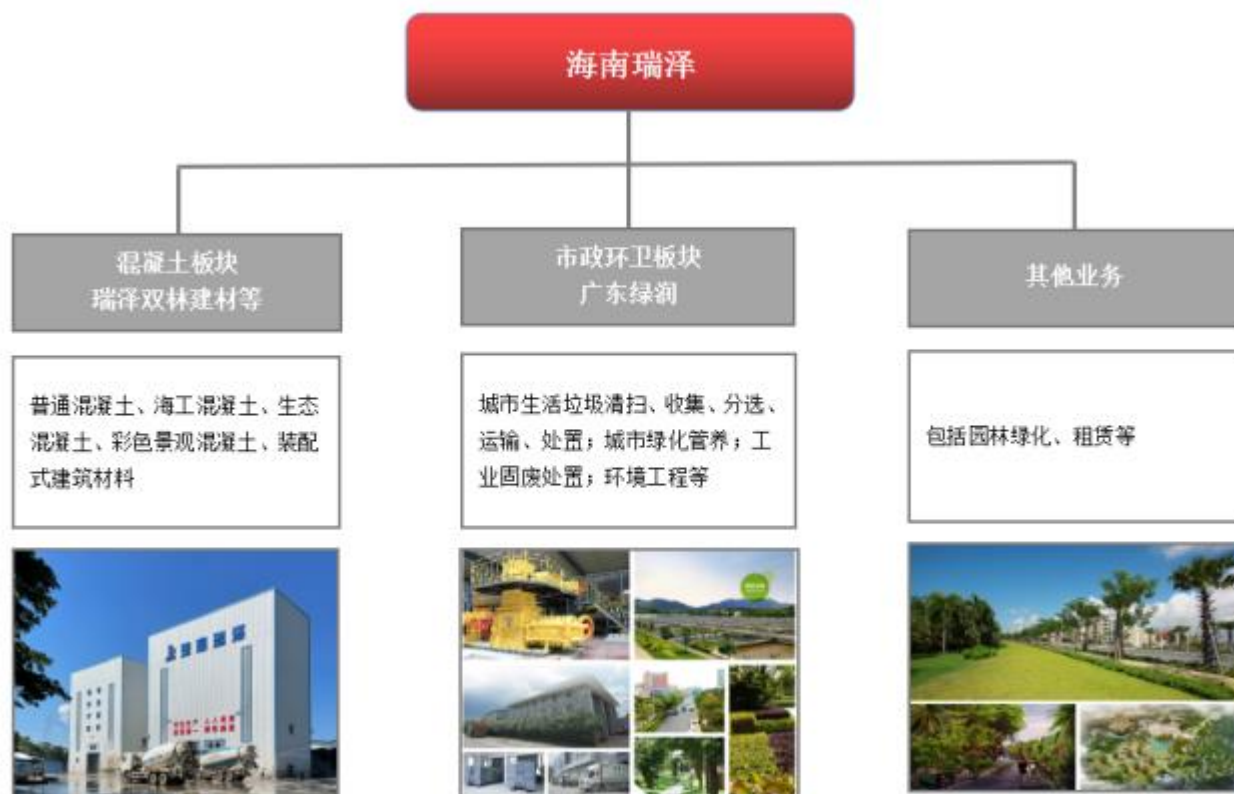 海南瑞泽
混凝土板块
瑞泽双林建材等
市政环卫板块
广东绿润
其他业务
普通混凝土、海工混凝土、生态
混凝土、彩色景观混凝土、装配
式建筑材料
城市生活垃圾清扫、收集、分选、
运输、处置；城市绿化管养；工
业固废处置；环境工程等
包括园林绿化、租赁等
海南瑞泽